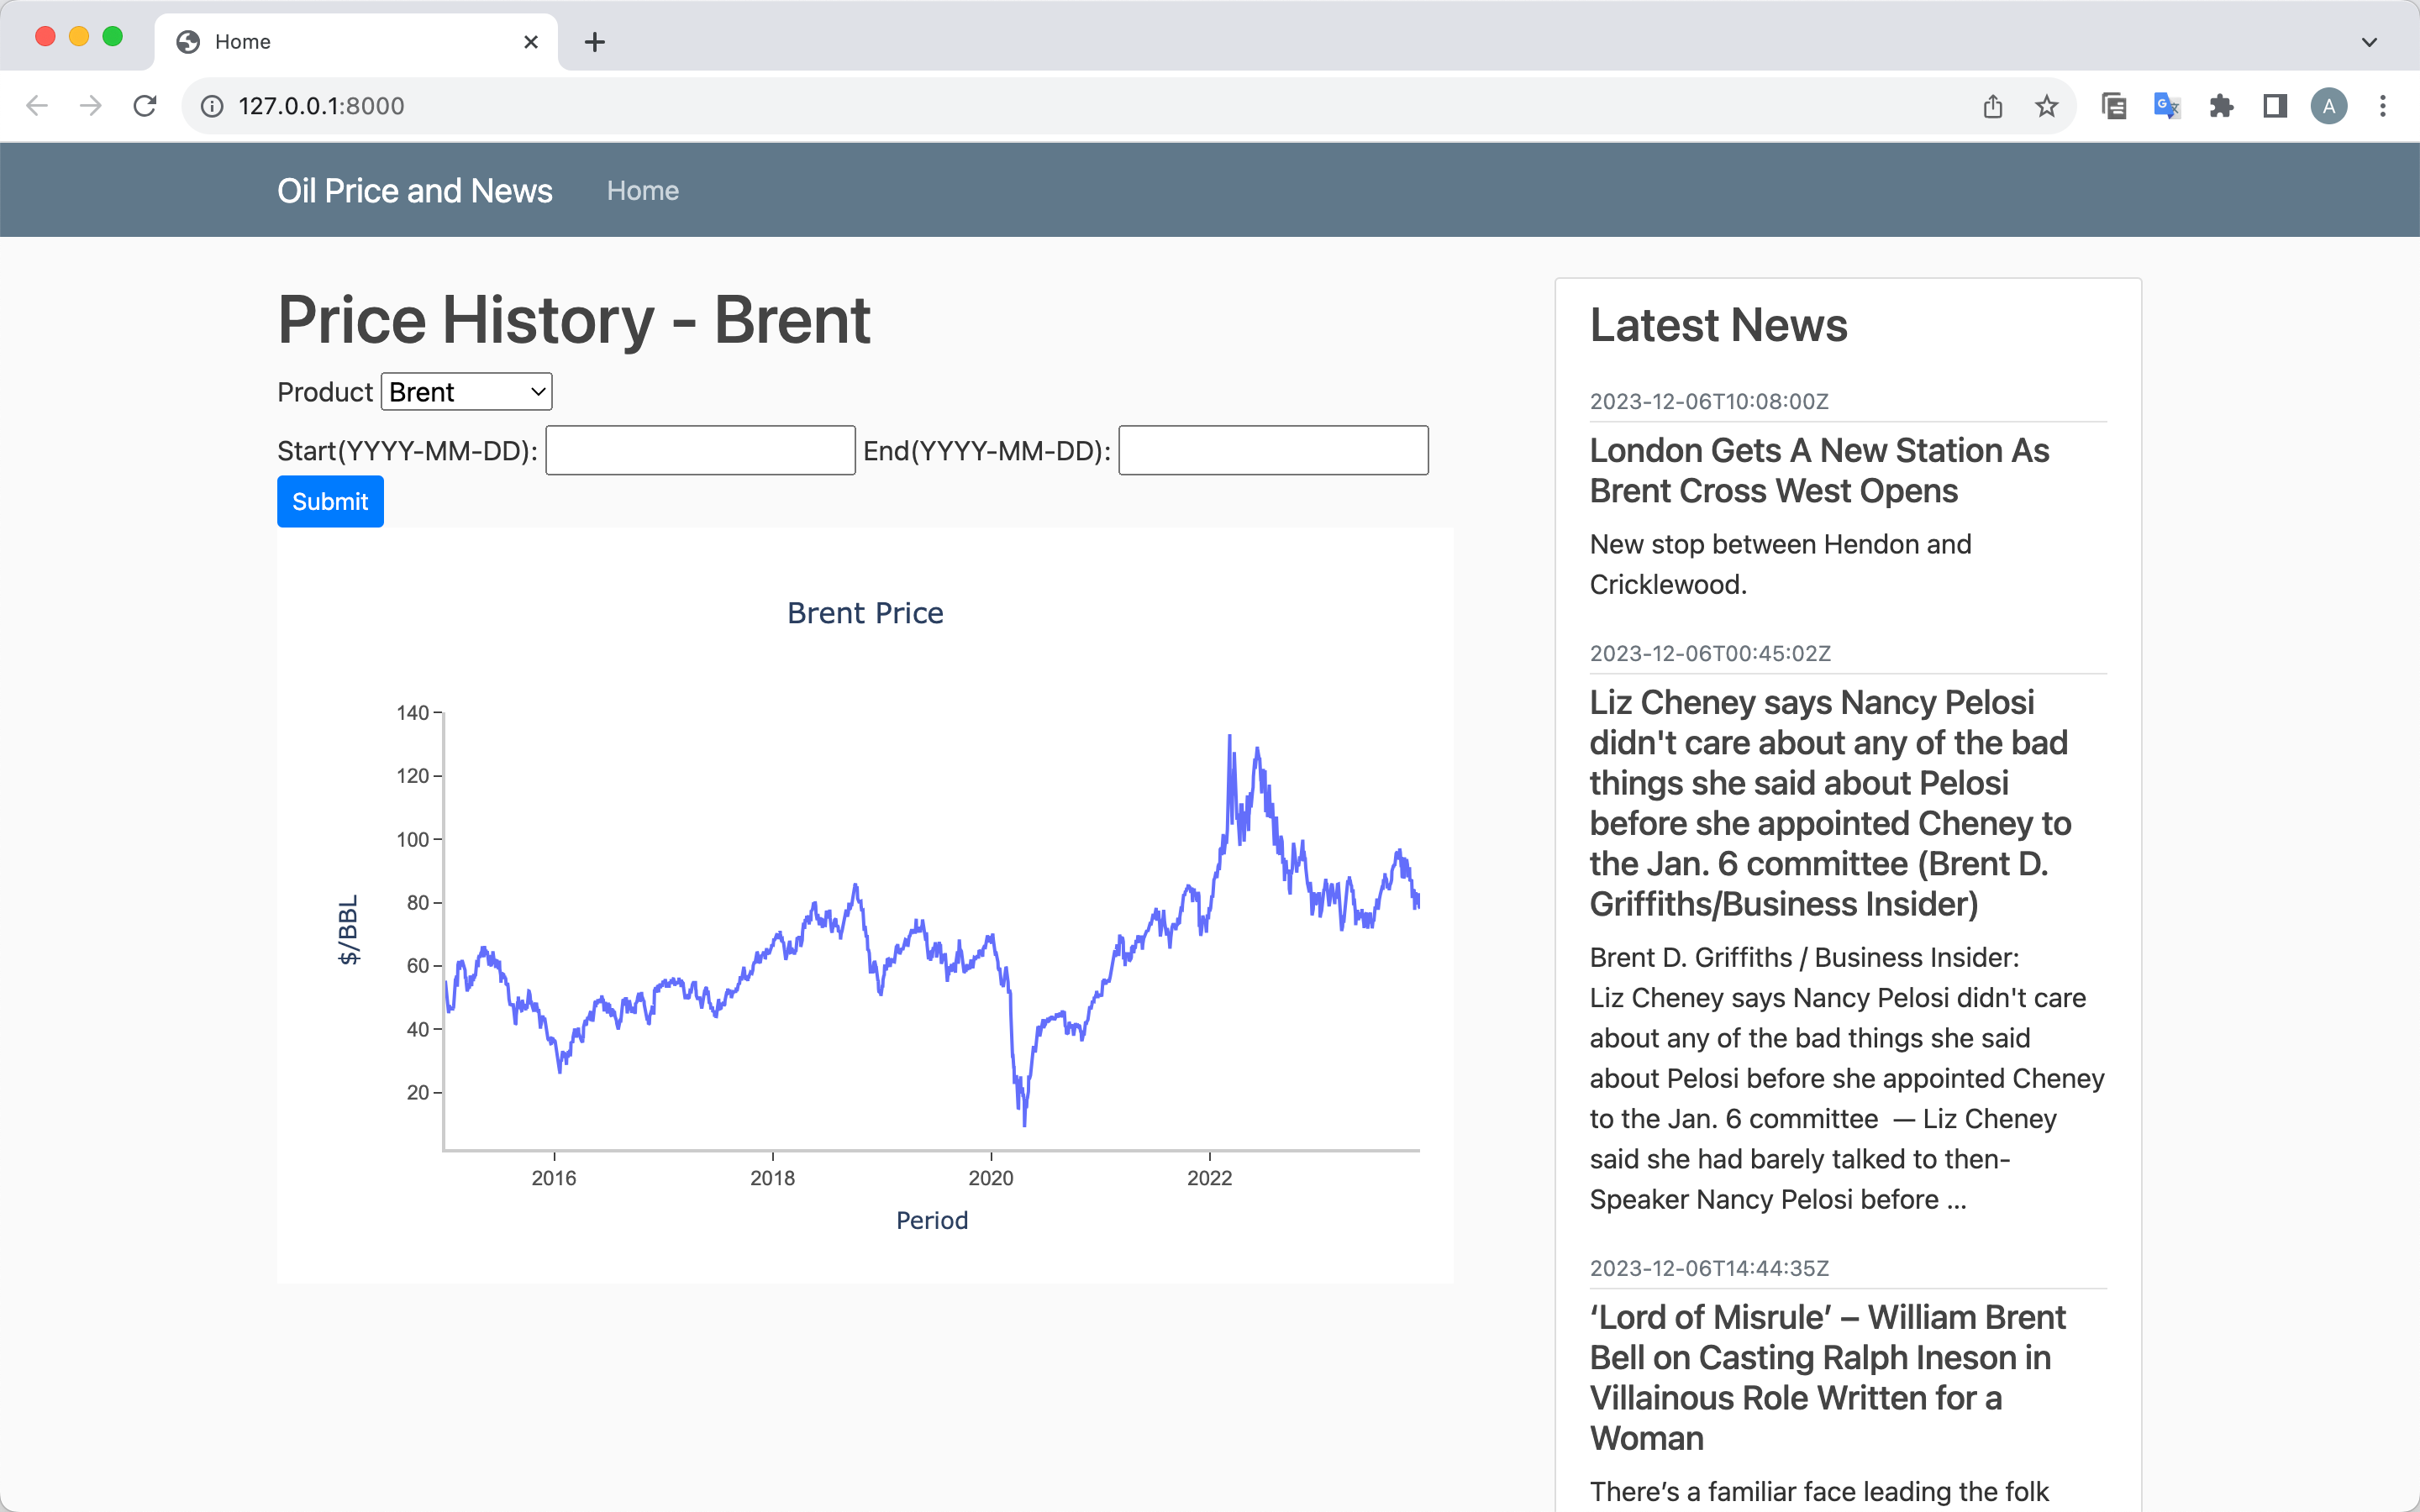 Home
127.0.0.1:8000
A
Oil Price and News Home
Price History - Brent
Product Brent
Start(YYYY-MM-DD): End(YYYY-MM-DD):
Submit
Brent Price
140
120
100
80
60
40
20
$/BBL
2016 2018 2020 2022
Period
Latest News
2023-12-06T10:08:00Z
London Gets A New Station As
Brent Cross West Opens
New stop between Hendon and
Cricklewood.
2023-12-06T00:45:02Z
Liz Cheney says Nancy Pelosi
didn't care about any of the bad
things she said about Pelosi
before she appointed Cheney to
the Jan. 6 committee (Brent D.
Griffiths/Business Insider)
Brent D. Griffiths / Business Insider:
Liz Cheney says Nancy Pelosi didn't care
about any of the bad things she said
about Pelosi before she appointed Cheney
to the Jan. 6 committee — Liz Cheney
said she had barely talked to then-
Speaker Nancy Pelosi before ...
2023-12-06T14:44:35Z
‘Lord of Misrule’ – William Brent
Bell on Casting Ralph Ineson in
Villainous Role Written for a
Woman
There’s a familiar face leading the folk